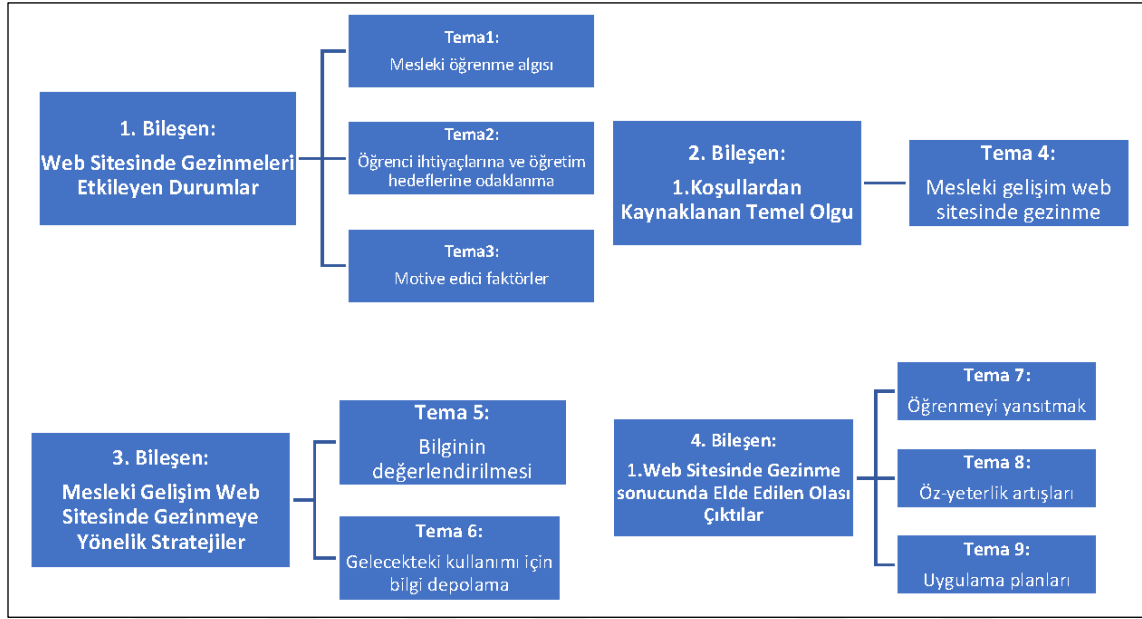 1. Bileşen:
Web Sitesinde Gezinmeleri
Etkileyen Durumlar
Tema1:
Mesleki öğrenme algısı
Tema2:
Öğrenci ihtiyaçlarına ve öğretim
hedeflerine odaklanma
Tema3:
Motive edici faktörler
2. Bileşen:
1.Koşullardan
Kaynaklanan Temel Olgu
Tema 4:
Mesleki gelişim web
sitesinde gezinme
3. Bileşen:
Mesleki Gelişim Web
Sitesinde Gezinmeye
Yönelik Stratejiler
Tema 5:
Bilginin
değerlendirilmesi
Tema 6:
Gelecekteki kullanımı için
bilgi depolama
4. Bileşen:
1.Web Sitesinde Gezinme
sonucunda Elde Edilen Olası
Çıktılar
Tema 7:
Öğrenmeyi yansıtmak
Tema 8:
Öz-yeterlik artışları
Tema 9:
Uygulama planları